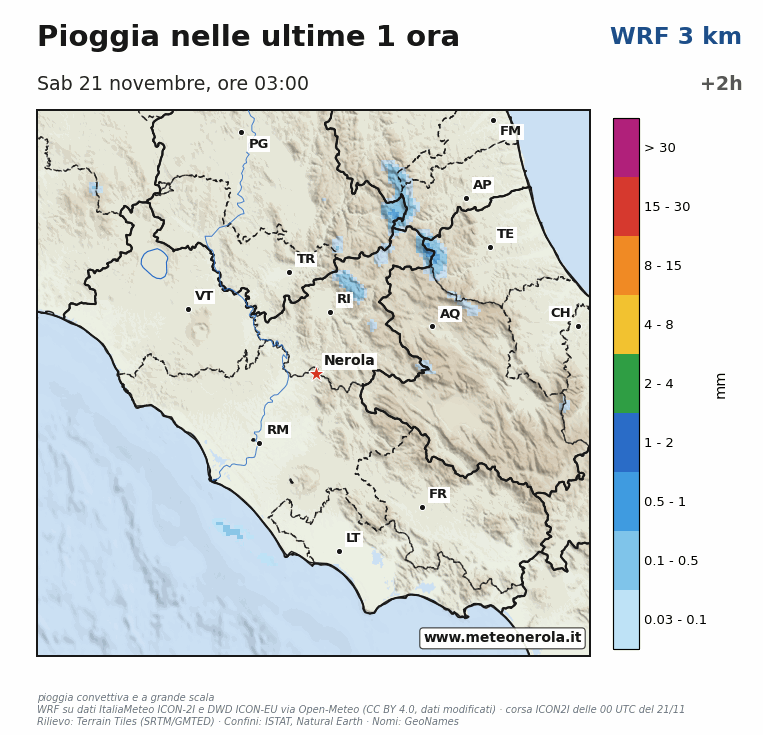 Pioggia nelle ultime 1 ora
WRF 3 km
Sab 21 novembre, ore 03:00
+2h
FM
PG
AP
TE
TR
VT
RI
AQ
CH
Nerola
RM
FR
LT
www.meteonerola.it
> 30
15 - 30
8 - 15
4 - 8
2 - 4
1 - 2
0.5 - 1
0.1 - 0.5
0.03 - 0.1
mm
pioggia convettiva e a grande scala
WRF su dati ItaliaMeteo ICON-2I e DWD ICON-EU via Open-Meteo (CC BY 4.0, dati modificati) · corsa ICON2I delle 00 UTC del 21/11
Rilievo: Terrain Tiles (SRTM/GMTED) · Confini: ISTAT, Natural Earth · Nomi: GeoNames